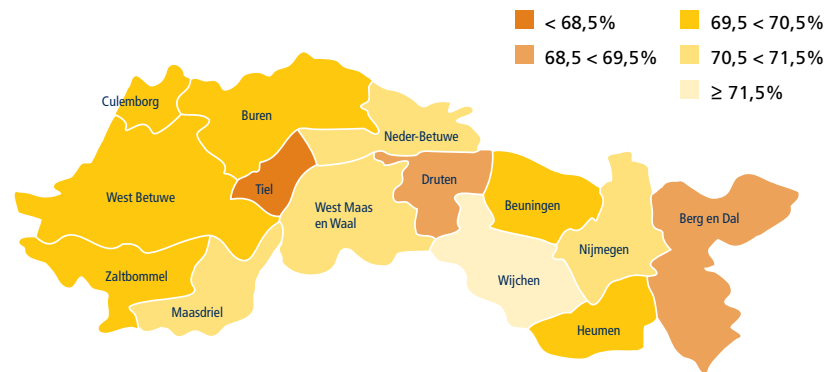 < 68,5%
68,5 < 69,5%
69,5 < 70,5%
70,5 < 71,5%
≥ 71,5%
Culemborg
Buren
Neder-Betuwe
Tiel
Druten
West Betuwe
West Maas
en Waal
Beuningen
Berg en Dal
Nijmegen
Zaltbommel
Wijchen
Maasdriel
Heumen